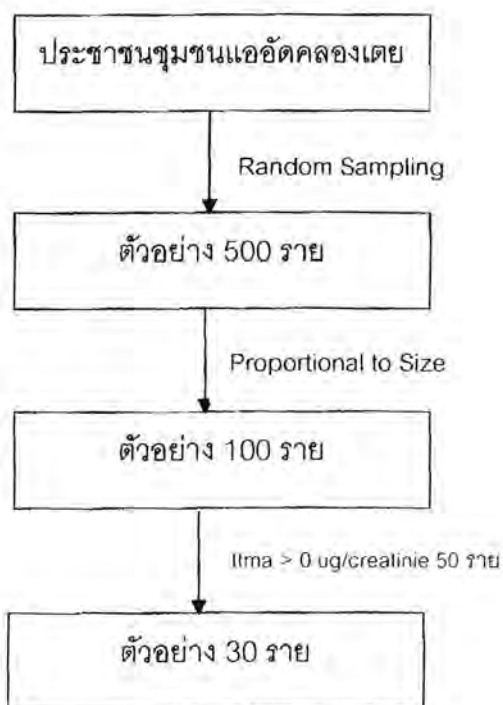 ประชาชนชุมชนแออัดคลองเตย
Random Sampling
ตัวอย่าง 500 ราย
Proportional to Size
ตัวอย่าง 100 ราย
ttma > 0 ug/creatinie 50 ราย
ตัวอย่าง 30 ราย